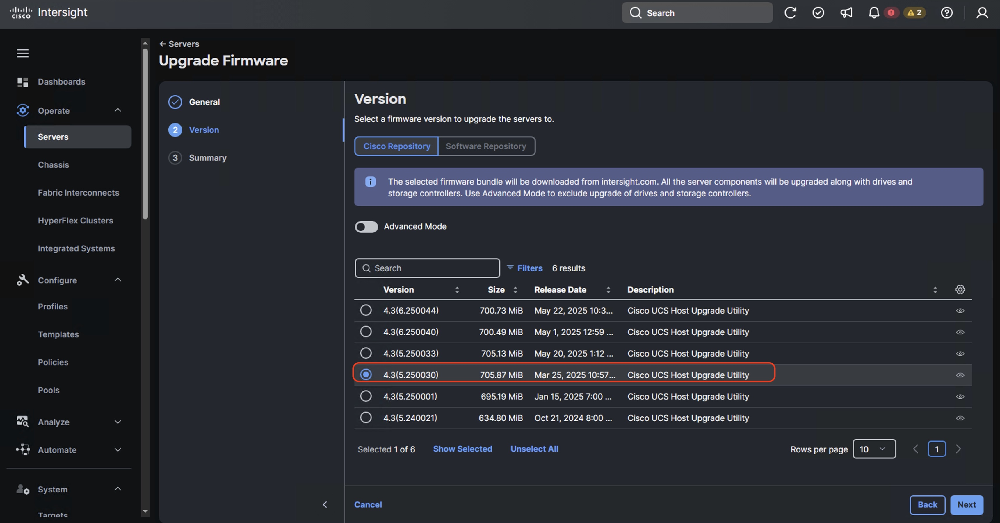 CISCO Intersight
Search
2
← Servers
Upgrade Firmware
Dashboards
Operate
Servers
Chassis
Fabric Interconnects
HyperFlex Clusters
Integrated Systems
Configure
Profiles
Templates
Policies
Pools
Analyze
Automate
System
Targets
General
2 Version
3 Summary
Version
Select a firmware version to upgrade the servers to.
Cisco Repository Software Repository
The selected firmware bundle will be downloaded from intersight.com. All the server components will be upgraded along with drives and
storage controllers. Use Advanced Mode to exclude upgrade of drives and storage controllers.
Advanced Mode
Search Filters 6 results
Version Size Release Date Description
4.3(6.250044) 700.73 MiB May 22, 2025 10:3... Cisco UCS Host Upgrade Utility
4.3(6.250040) 700.49 MiB May 1, 2025 12:59 ... Cisco UCS Host Upgrade Utility
4.3(5.250033) 705.13 MiB May 20, 2025 1:12 ... Cisco UCS Host Upgrade Utility
4.3(5.250030) 705.87 MiB Mar 25, 2025 10:57... Cisco UCS Host Upgrade Utility
4.3(5.250001) 695.19 MiB Jan 15, 2025 7:00 ... Cisco UCS Host Upgrade Utility
4.3(5.240021) 634.80 MiB Oct 21, 2024 8:00 ... Cisco UCS Host Upgrade Utility
Selected 1 of 6 Show Selected Unselect All Rows per page 10 1
Cancel Back Next